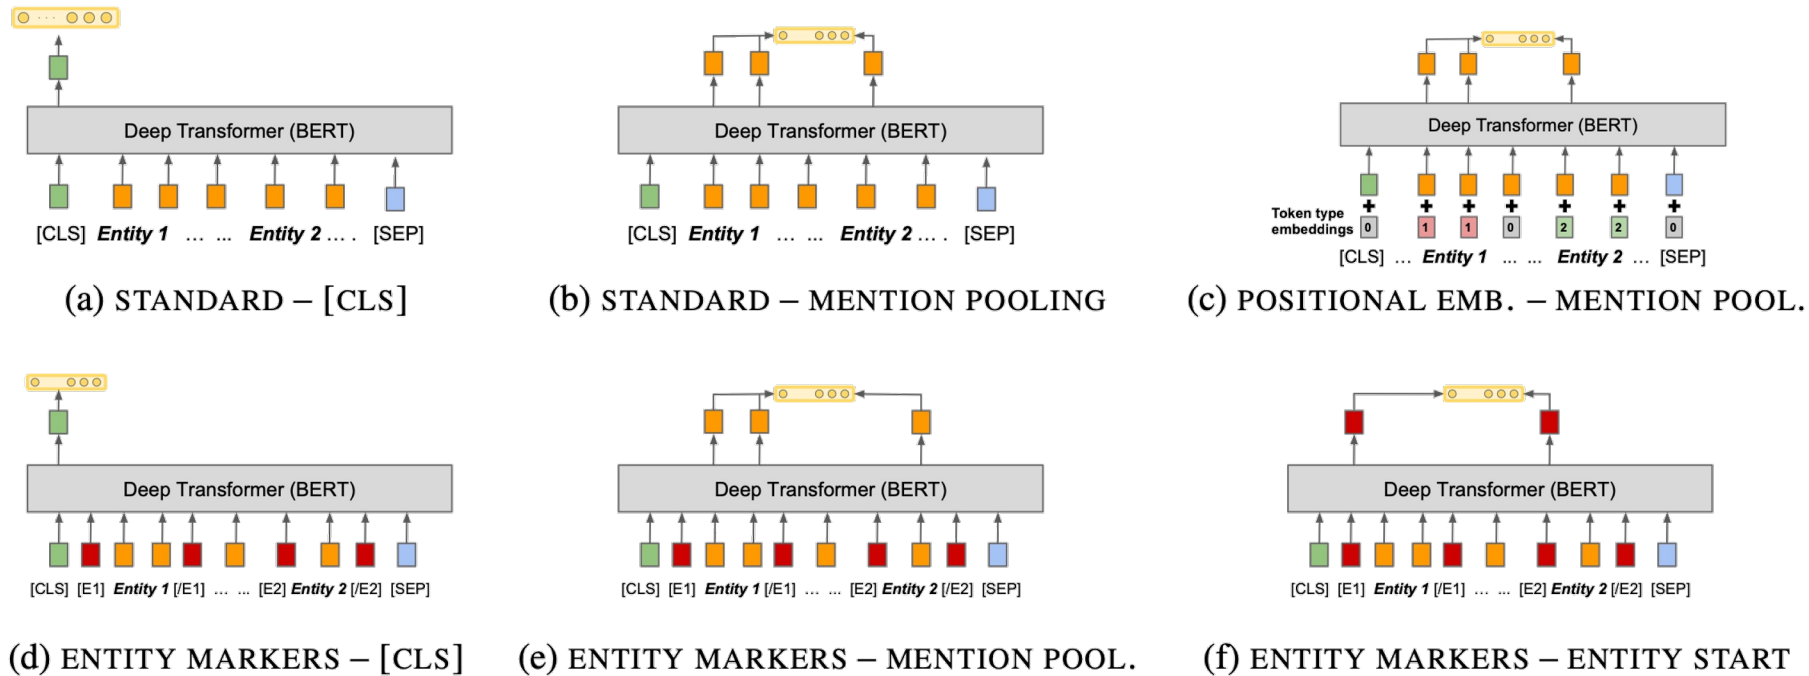 Deep Transformer (BERT)
[CLS] Entity 1 ... ... Entity 2 ... . [SEP]
(a) STANDARD – [CLS]
Deep Transformer (BERT)
[CLS] Entity 1 ... ... Entity 2 ... . [SEP]
(b) STANDARD – MENTION POOLING
Deep Transformer (BERT)
Token type embeddings 0 1 1 0 2 2 0
[CLS] ... Entity 1 ... ... Entity 2 ... [SEP]
(c) POSITIONAL EMB. – MENTION POOL.
Deep Transformer (BERT)
[CLS] [E1] Entity 1 [/E1] ... ... [E2] Entity 2 [/E2] [SEP]
(d) ENTITY MARKERS – [CLS]
Deep Transformer (BERT)
[CLS] [E1] Entity 1 [/E1] ... ... [E2] Entity 2 [/E2] [SEP]
(e) ENTITY MARKERS – MENTION POOL.
Deep Transformer (BERT)
[CLS] [E1] Entity 1 [/E1] ... ... [E2] Entity 2 [/E2] [SEP]
(f) ENTITY MARKERS – ENTITY START